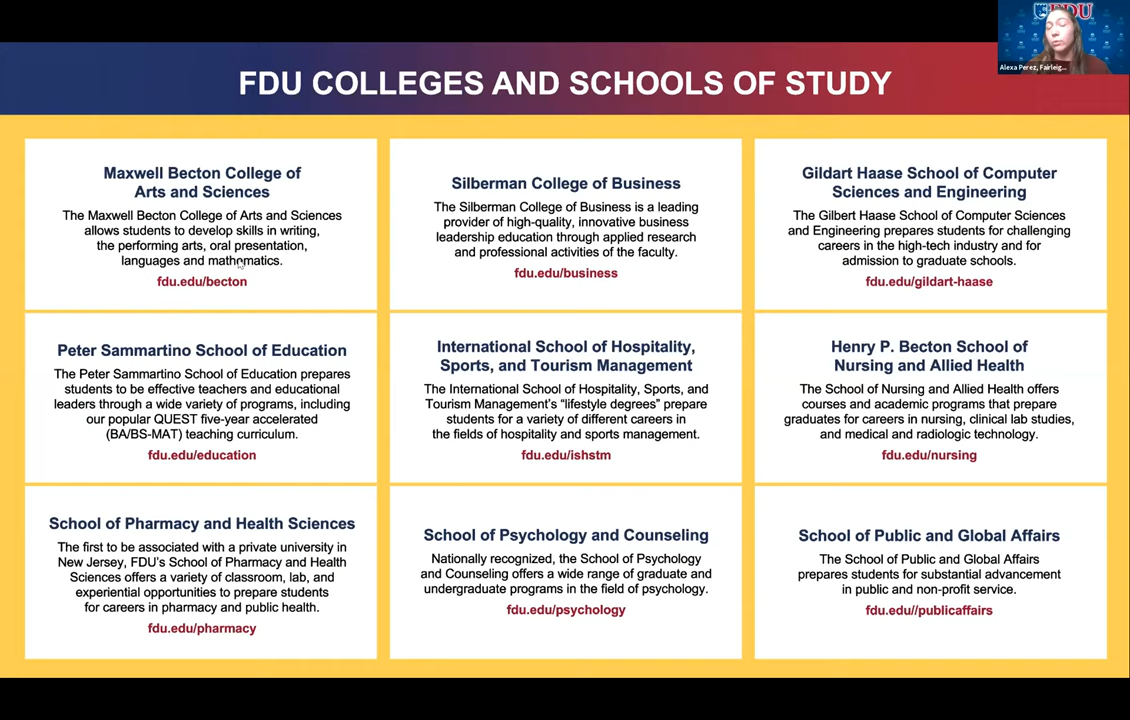 FDU
Alexa Perez, Fairleig...
FDU COLLEGES AND SCHOOLS OF STUDY
Maxwell Becton College of
Arts and Sciences
The Maxwell Becton College of Arts and Sciences
allows students to develop skills in writing,
the performing arts, oral presentation,
languages and mathematics.
fdu.edu/becton
Silberman College of Business
The Silberman College of Business is a leading
provider of high-quality, innovative business
leadership education through applied research
and professional activities of the faculty.
fdu.edu/business
Gildart Haase School of Computer
Sciences and Engineering
The Gilbert Haase School of Computer Sciences
and Engineering prepares students for challenging
careers in the high-tech industry and for
admission to graduate schools.
fdu.edu/gildart-haase
Peter Sammartino School of Education
The Peter Sammartino School of Education prepares
students to be effective teachers and educational
leaders through a wide variety of programs, including
our popular QUEST five-year accelerated
(BA/BS-MAT) teaching curriculum.
fdu.edu/education
International School of Hospitality,
Sports, and Tourism Management
The International School of Hospitality, Sports, and
Tourism Management’s “lifestyle degrees” prepare
students for a variety of different careers in
the fields of hospitality and sports management.
fdu.edu/ishstm
Henry P. Becton School of
Nursing and Allied Health
The School of Nursing and Allied Health offers
courses and academic programs that prepare
graduates for careers in nursing, clinical lab studies,
and medical and radiologic technology.
fdu.edu/nursing
School of Pharmacy and Health Sciences
The first to be associated with a private university in
New Jersey, FDU’s School of Pharmacy and Health
Sciences offers a variety of classroom, lab, and
experiential opportunities to prepare students
for careers in pharmacy and public health.
fdu.edu/pharmacy
School of Psychology and Counseling
Nationally recognized, the School of Psychology
and Counseling offers a wide range of graduate and
undergraduate programs in the field of psychology.
fdu.edu/psychology
School of Public and Global Affairs
The School of Public and Global Affairs
prepares students for substantial advancement
in public and non-profit service.
fdu.edu//publicaffairs